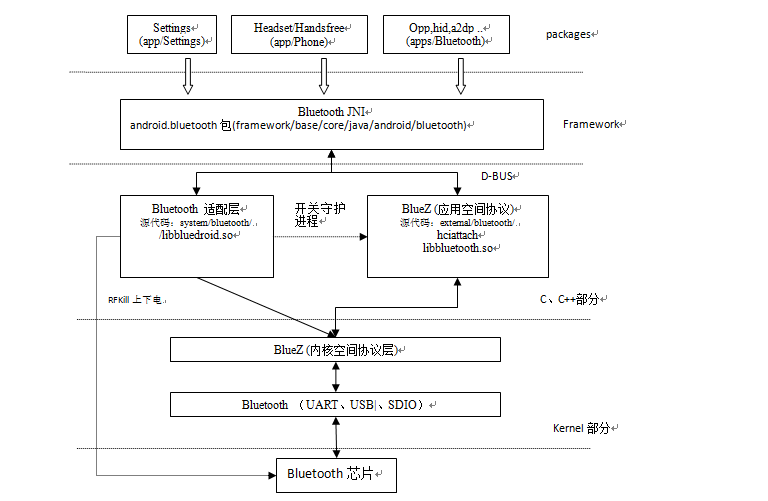 Settings
(app/Settings)
Headset/Handsfree
(app/Phone)
Opp,hid,a2dp ..
(apps/Bluetooth)
packages
Bluetooth JNI
android.bluetooth 包(framework/base/core/java/android/bluetooth)
Framework
D-BUS
Bluetooth 适配层
源代码：system/bluetooth/.
/libbluedroid.so
开关守护
进程
BlueZ (应用空间协议)
源代码：external/bluetooth/.
hciattach
libbluetooth.so
RFKill 上下电.
C、C++部分
BlueZ (内核空间协议层)
Bluetooth （UART、USB|、SDIO）
Kernel 部分
Bluetooth 芯片